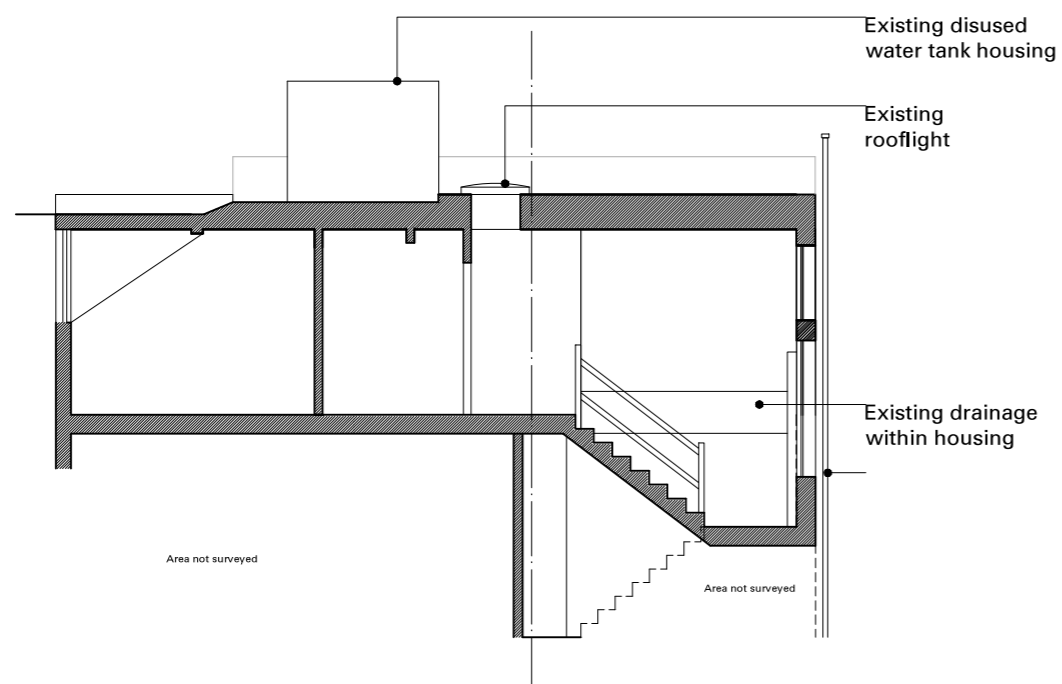 Existing disused
water tank housing
Existing
rooflight
Existing drainage
within housing
Area not surveyed
Area not surveyed